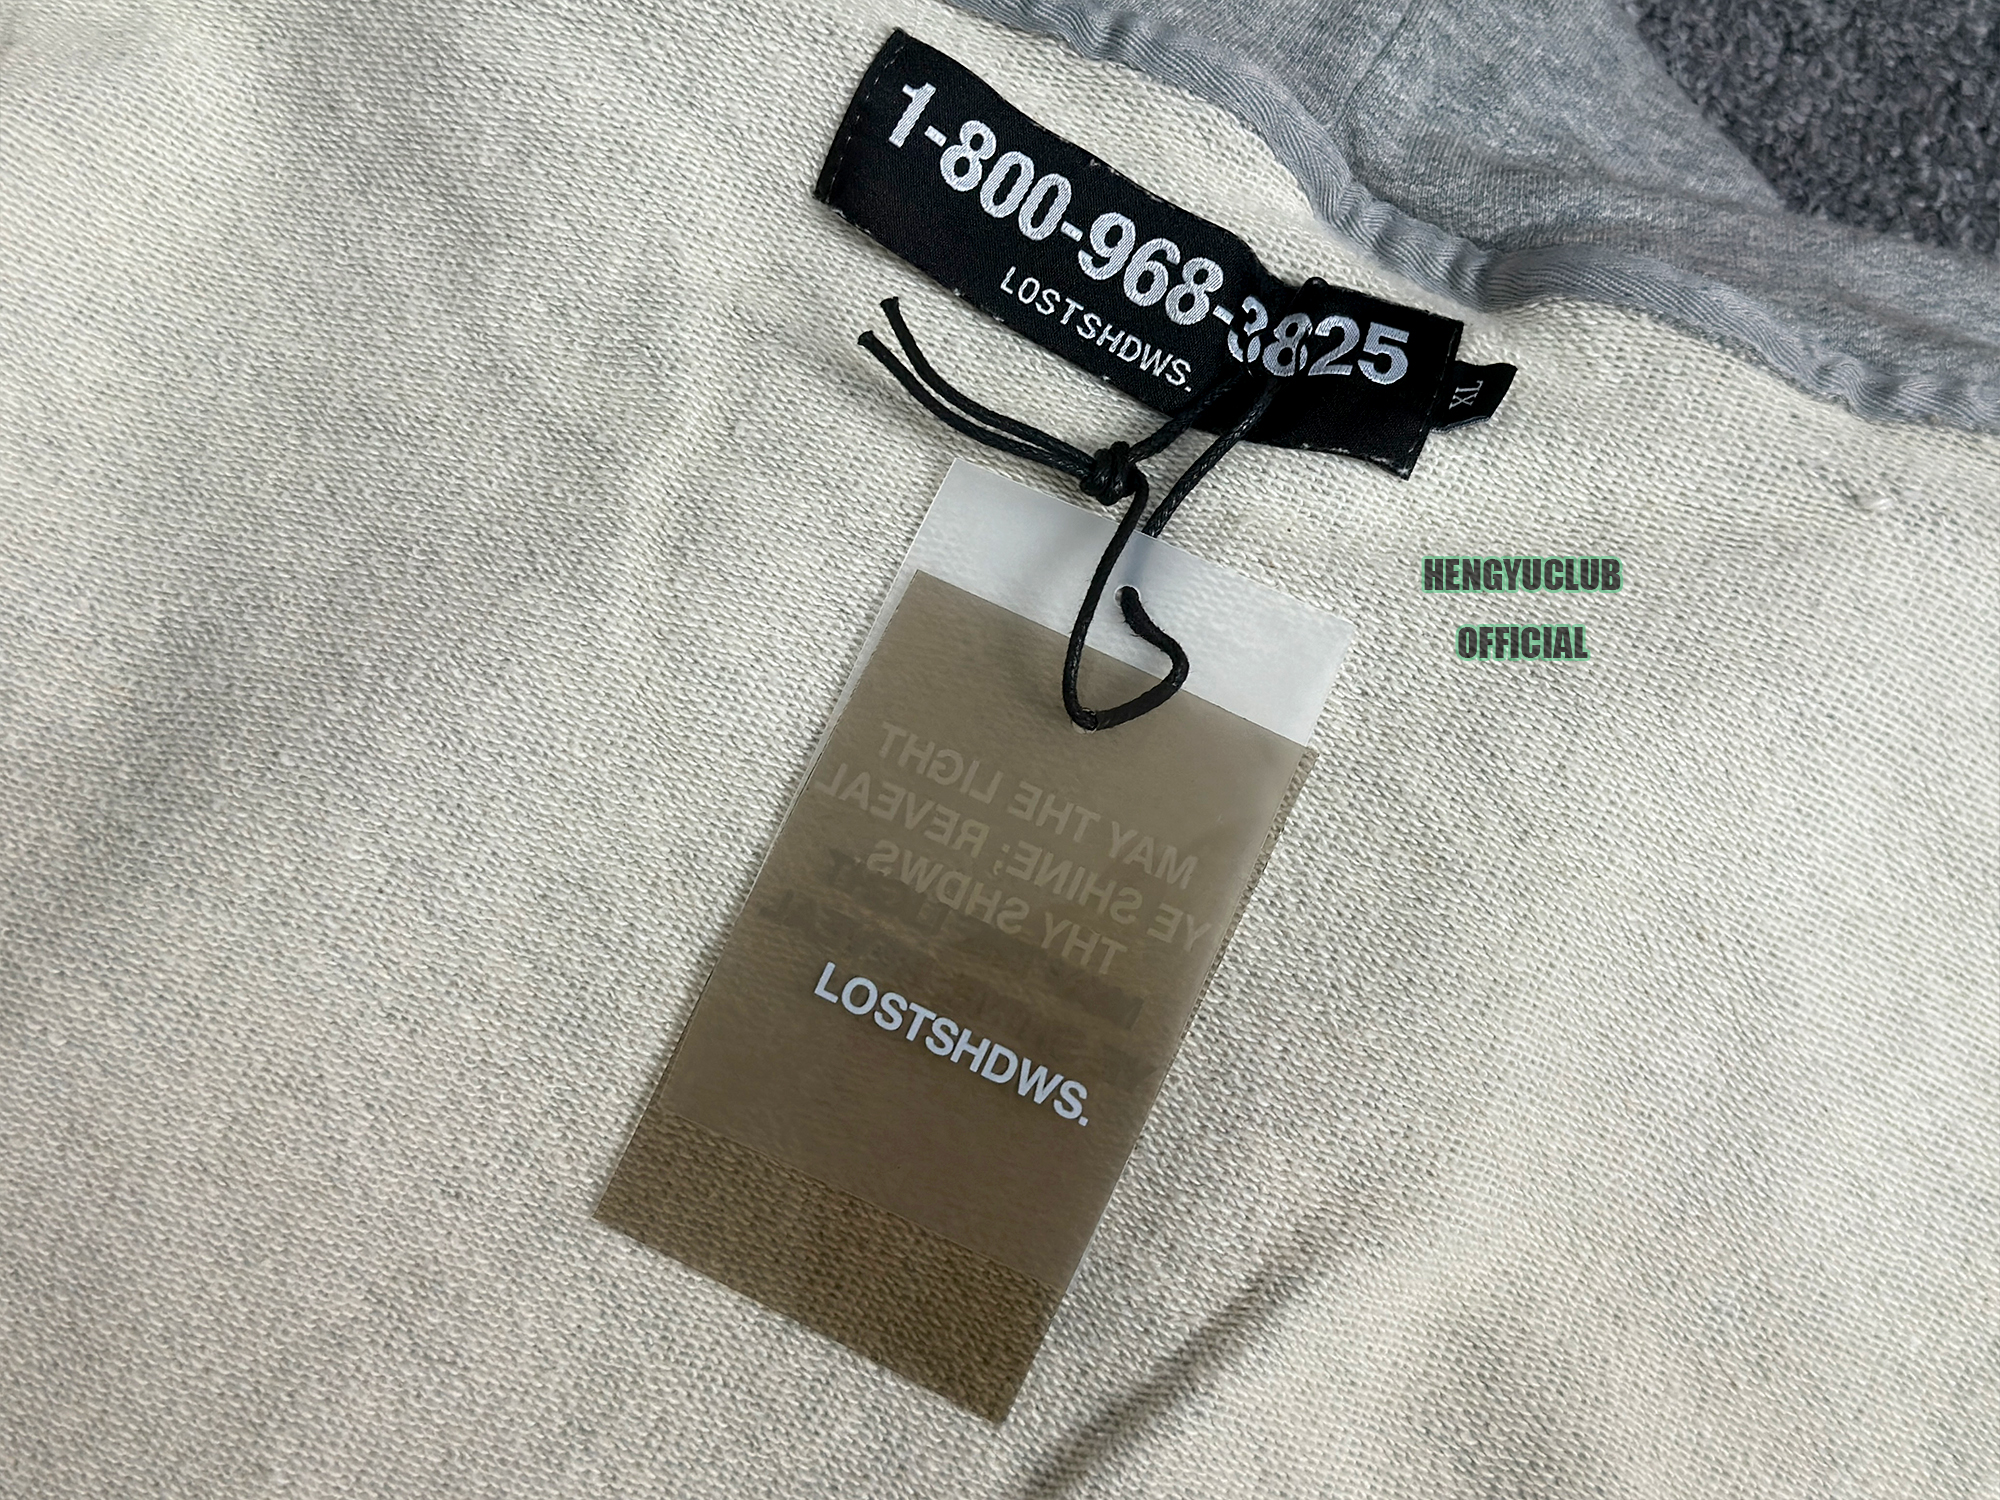 1-800-968-3825
LOSTSHDWS.
XL
HENGYUCLUB
OFFICIAL
MAY THE LIGHT
YE SHINE; REVEAL
THY SHDWS.
LOSTSHDWS.